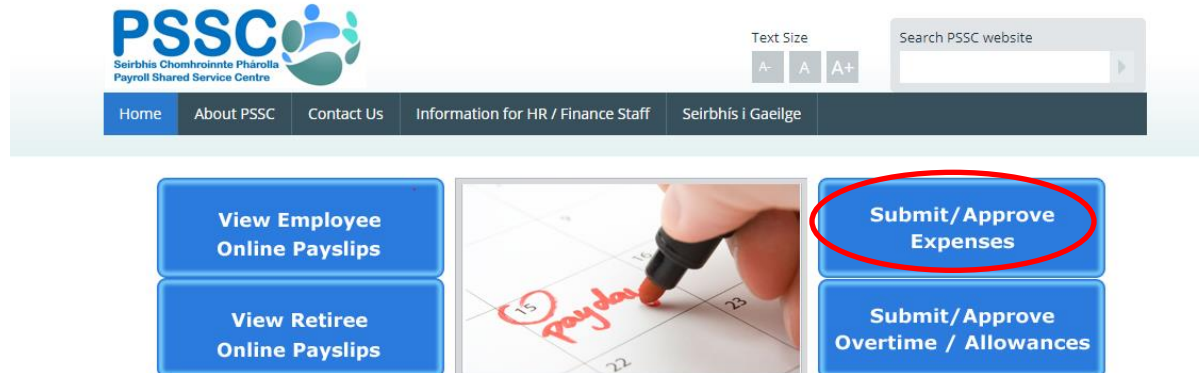 PSSC
Seirbhís Chomhroinnte Phárolla
Payroll Shared Service Centre
Text Size
A- A A+
Search PSSC website
Home About PSSC Contact Us Information for HR / Finance Staff Seirbhís i Gaeilge
View Employee
Online Payslips
View Retiree
Online Payslips
15
payday
16
23
22
Submit/Approve
Expenses
Submit/Approve
Overtime / Allowances